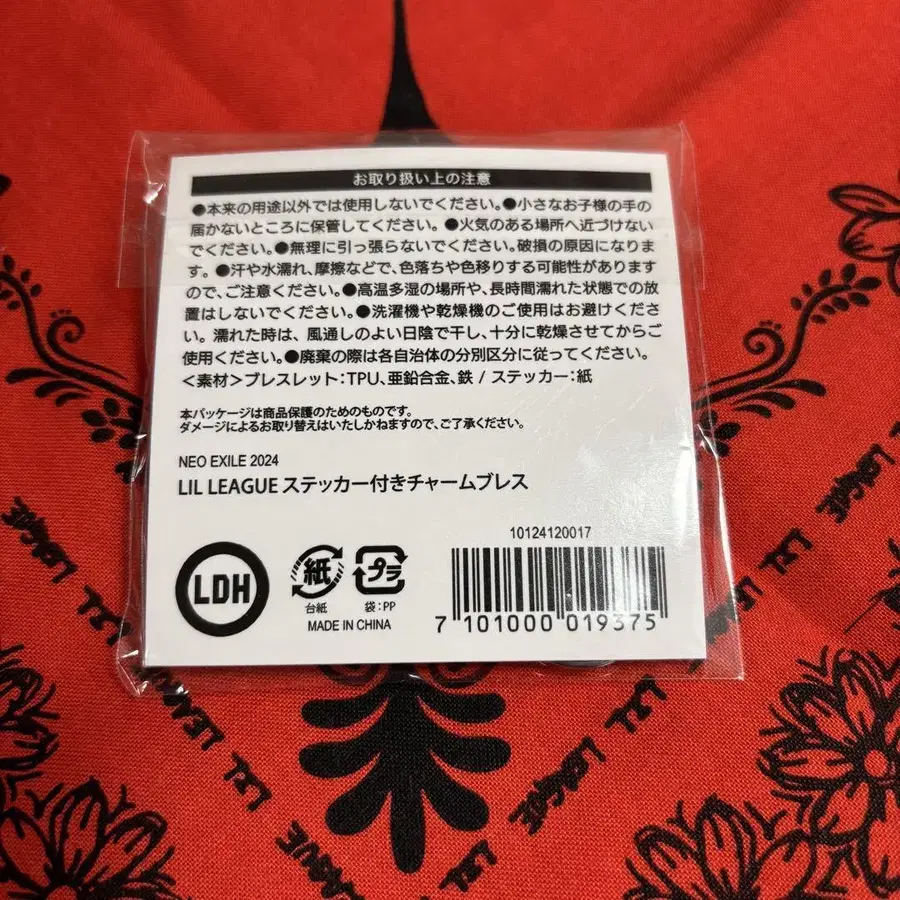 お取り扱い上の注意
●本来の用途以外では使用しないでください。●小さなお子様の手の
届かないところに保管してください。●火気のある場所へ近づけない
でください。●無理に引っ張らないでください。破損の原因になりま
す。●汗や水濡れ、摩擦などで、色落ちや色移りする可能性があります
ので、ご注意ください。●高温多湿の場所や、長時間濡れた状態での放
置はしないでください。●洗濯機や乾燥機のご使用はお避けくださ
い。濡れた時は、風通しのよい日陰で干し、十分に乾燥させてからご
使用ください。●廃棄の際は各自治体の分別区分に従ってください。
<素材>ブレスレット:TPU、亜鉛合金、鉄 / ステッカー:紙
本パッケージは商品保護のためのものです。
ダメージによるお取り替えはいたしかねますので、ご了承ください。
NEO EXILE 2024
LIL LEAGUE ステッカー付きチャームブレス
10124120017
LDH
紙
プラ
台紙
袋:PP
MADE IN CHINA
7 101000 019375
LIL LEAGUE
LIL LEAGUE
LIL LEAGUE
LIL LEAGUE